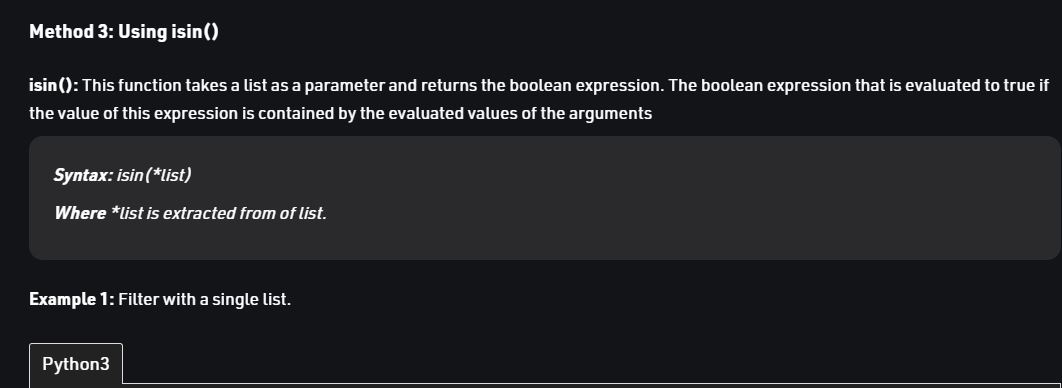 Method 3: Using isin()
isin(): This function takes a list as a parameter and returns the boolean expression. The boolean expression that is evaluated to true if
the value of this expression is contained by the evaluated values of the arguments
Syntax: isin(*list)
Where *list is extracted from of list.
Example 1: Filter with a single list.
Python3